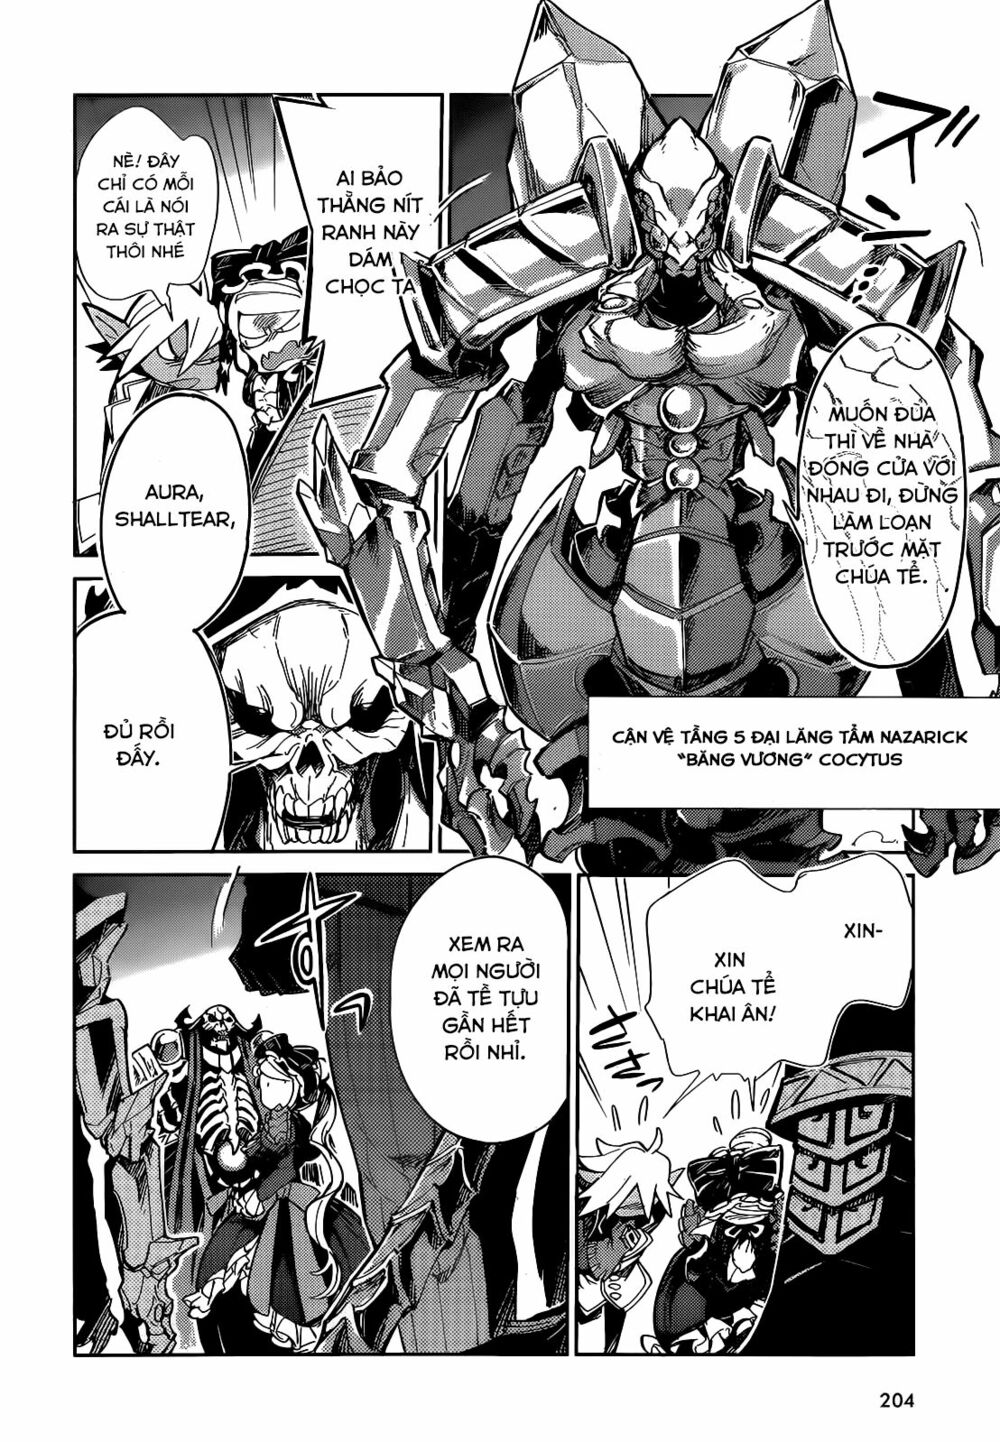 MUỐN ĐÙA
THÌ VỀ NHÀ
ĐÓNG CỬA VỚI
NHAU ĐI, ĐỪNG
LÀM LOẠN
TRƯỚC MẶT
CHÚA TỂ.
CẬN VỆ TẦNG 5 ĐẠI LĂNG TẨM NAZARICK
"BĂNG VƯƠNG" COCYTUS
AI BẢO
THẰNG NÍT
RANH NÀY
DÁM
CHỌC TA
NÈ! ĐÂY
CHỈ CÓ MỖI
CÁI LÀ NÓI
RA SỰ THẬT
THÔI NHÉ
AURA,
SHALLTEAR,
ĐỦ RỒI
ĐẤY.
XIN-
XIN
CHÚA TỂ
KHAI ÂN!
XEM RA
MỌI NGƯỜI
ĐÃ TỀ TỰU
GẦN HẾT
RỒI NHỈ.
204